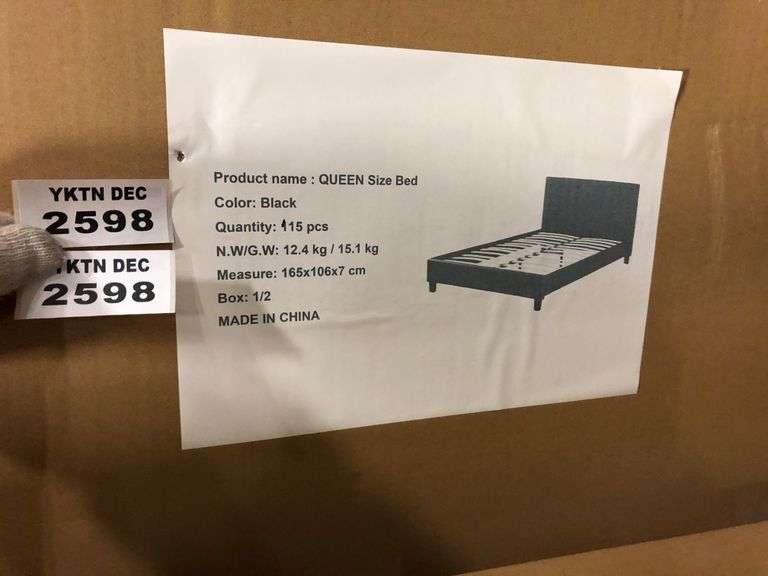 YKTN DEC
2598
YKTN DEC
2598
Product name : QUEEN Size Bed
Color: Black
Quantity: 115 pcs
N.W/G.W: 12.4 kg / 15.1 kg
Measure: 165x106x7 cm
Box: 1/2
MADE IN CHINA